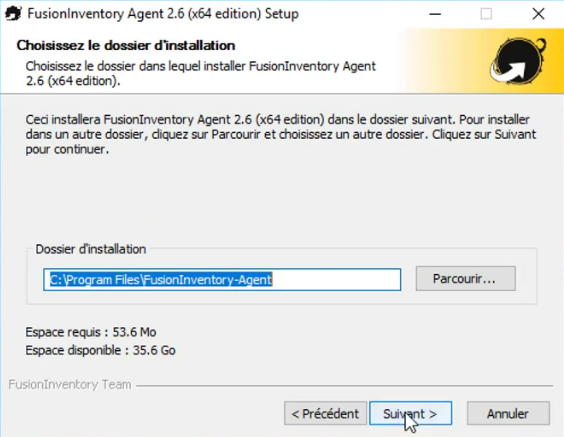 FusionInventory Agent 2.6 (x64 edition) Setup
Choisissez le dossier d'installation
Choisissez le dossier dans lequel installer FusionInventory Agent
2.6 (x64 edition).
Ceci installera FusionInventory Agent 2.6 (x64 edition) dans le dossier suivant. Pour installer
dans un autre dossier, cliquez sur Parcourir et choisissez un autre dossier. Cliquez sur Suivant
pour continuer.
Dossier d'installation
C:\Program Files\FusionInventory-Agent
Parcourir...
Espace requis : 53.6 Mo
Espace disponible : 35.6 Go
FusionInventory Team
< Précédent
Suivant >
Annuler